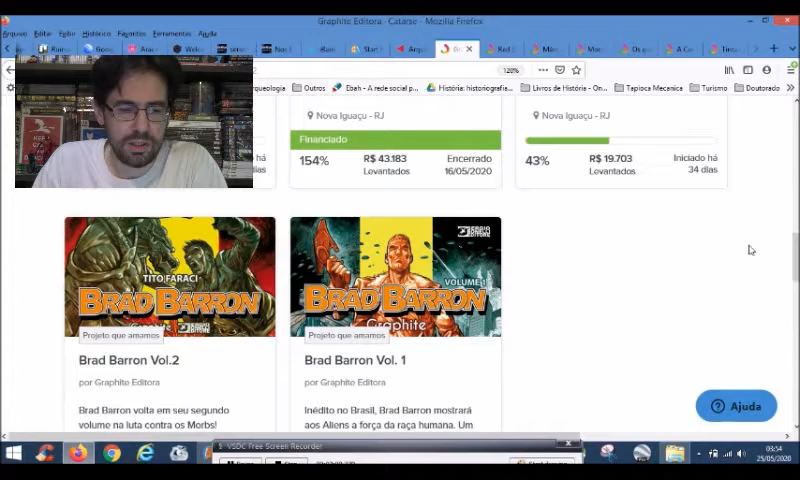 Graphite Editora - Catarse - Mozilla Firefox
Arquivo Editar Exibir Histórico Favoritos Ferramentas Ajuda
120%
Outros Ebah - A rede social p... História: historiografia... Livros de História - On... Tapioca Mecanica Turismo Doutorado
Nova Iguaçu - RJ
Nova Iguaçu - RJ
Financiado
154% R$ 43.183 Encerrado
Levantados 16/05/2020
43% R$ 19.703 Iniciado há
Levantados 34 dias
TITO FARACI
BRAD BARRON
Graphite
SERGIO BONELLI EDITORE
VOLUME 1
BRAD BARRON
Graphite
Projeto que amamos
Projeto que amamos
Brad Barron Vol.2
Brad Barron Vol. 1
por Graphite Editora
por Graphite Editora
Brad Barron volta em seu segundo
volume na luta contra os Morbs!
Inédito no Brasil, Brad Barron mostrará
aos Aliens a força da raça humana. Um
Ajuda
VSDC Free Screen Recorder
03:54
25/05/2020